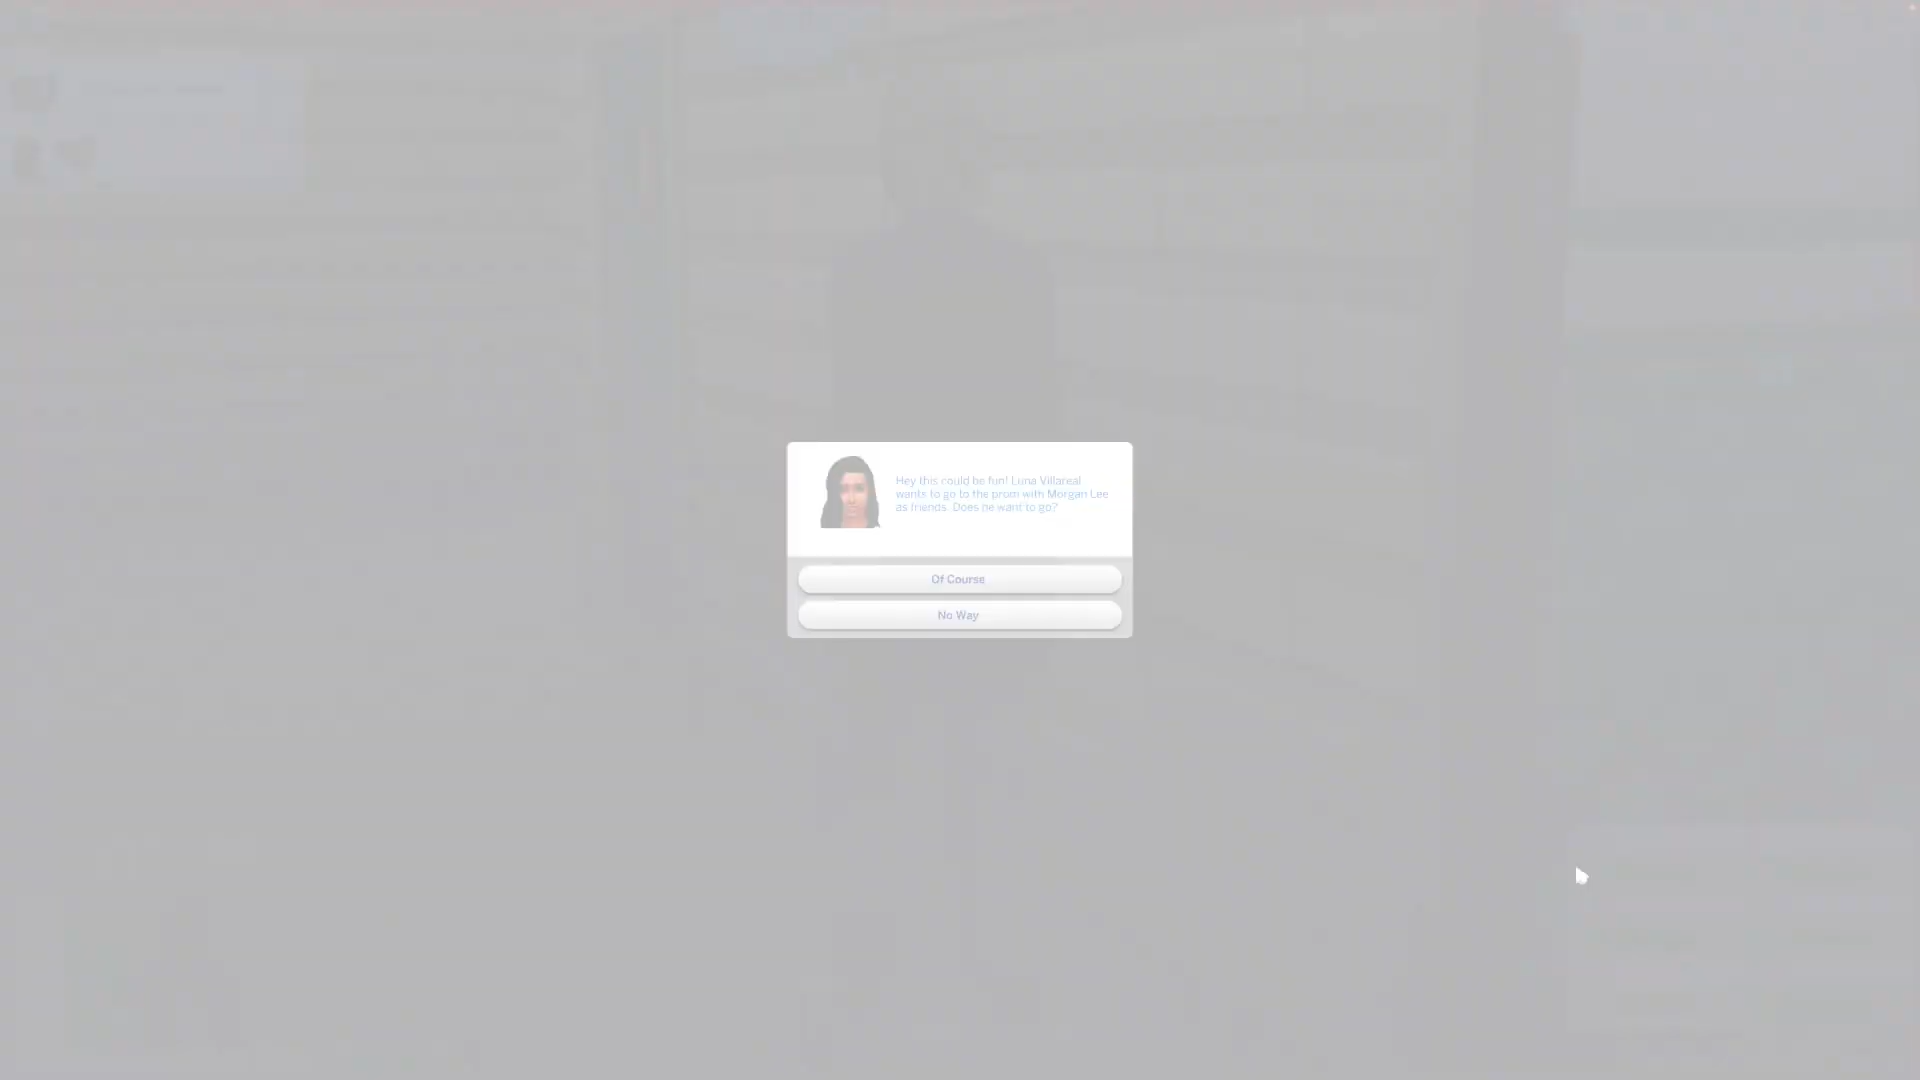 Hey this could be fun! Luna Villareal
wants to go to the prom with Morgan Lee
as friends. Does he want to go?
Of Course
No Way